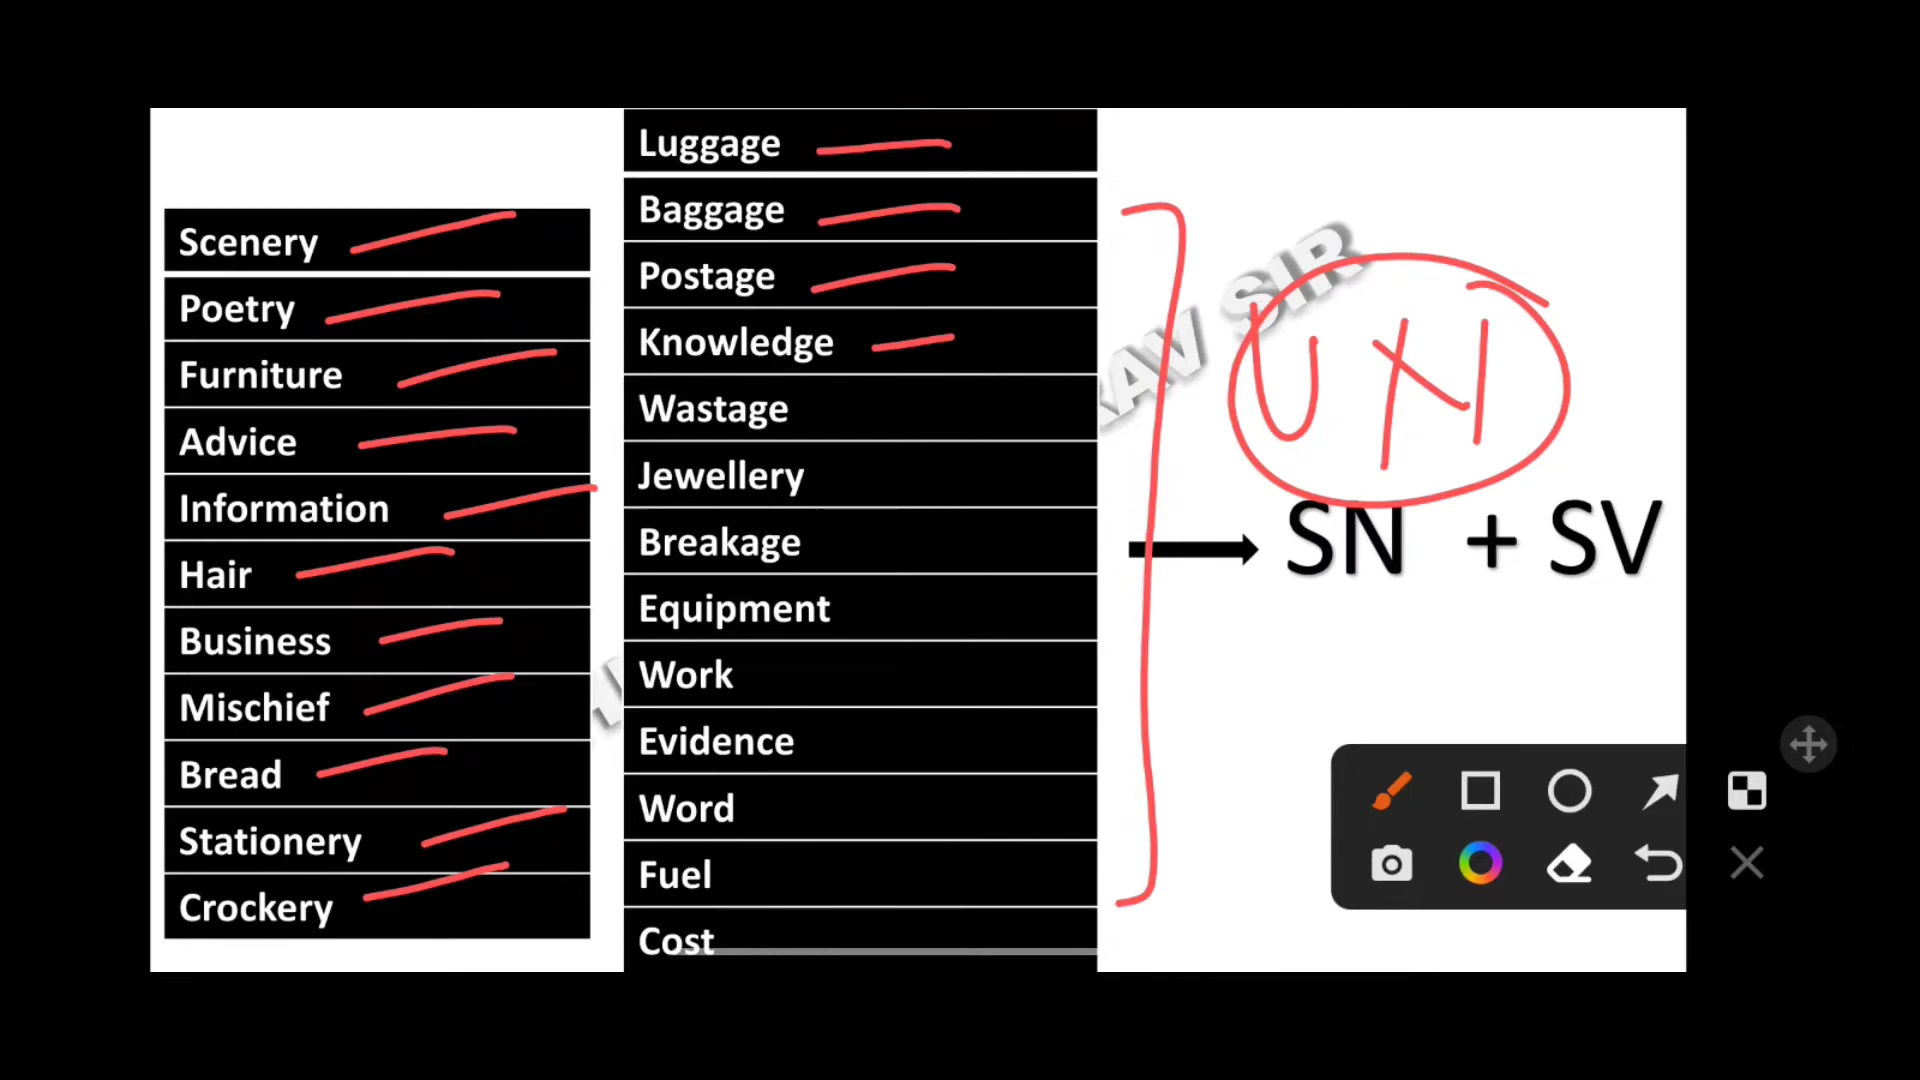 Scenery
Poetry
Furniture
Advice
Information
Hair
Business
Mischief
Bread
Stationery
Crockery
Luggage
Baggage
Postage
Knowledge
Wastage
Jewellery
Breakage
Equipment
Work
Evidence
Word
Fuel
Cost
SIR
SN + SV